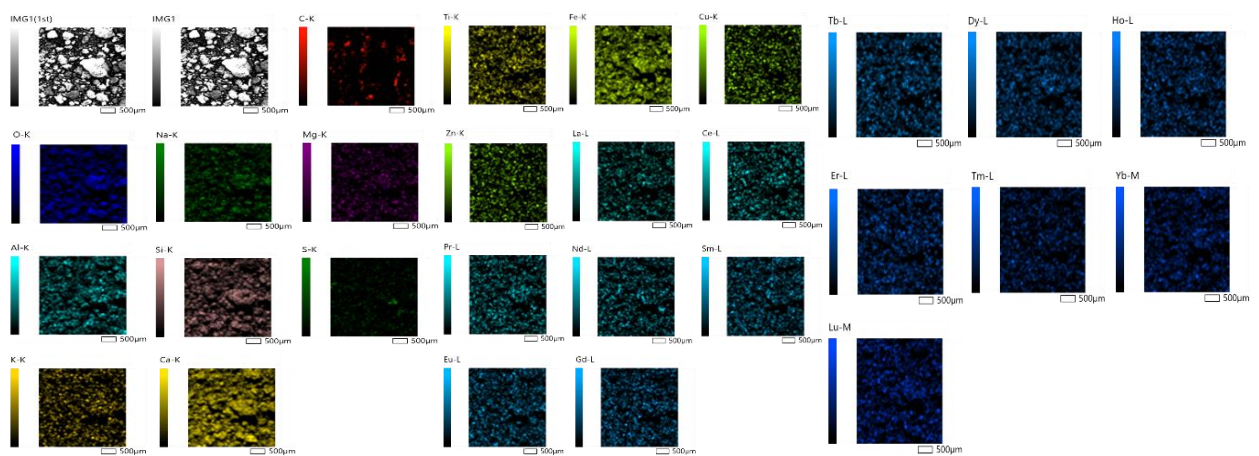 IMG1(1st) IMG1 C-K Ti-K Fe-K Cu-K Tb-L Dy-L Ho-L
500μm 500μm 500μm 500μm 500μm 500μm 500μm 500μm 500μm
O-K Na-K Mg-K Zn-K La-L Ce-L Er-L Tm-L Yb-M
500μm 500μm 500μm 500μm 500μm 500μm 500μm 500μm 500μm
Al-K Si-K S-K Pr-L Nd-L Sm-L Lu-M
500μm 500μm 500μm 500μm 500μm 500μm 500μm
K-K Ca-K Eu-L Gd-L
500μm 500μm 500μm 500μm